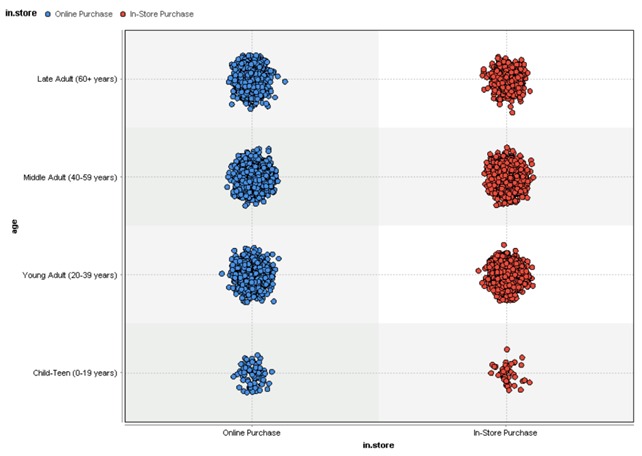 in.store Online Purchase In-Store Purchase
Late Adult (60+ years)
Middle Adult (40-59 years)
age
Young Adult (20-39 years)
Child-Teen (0-19 years)
Online Purchase In-Store Purchase
in.store